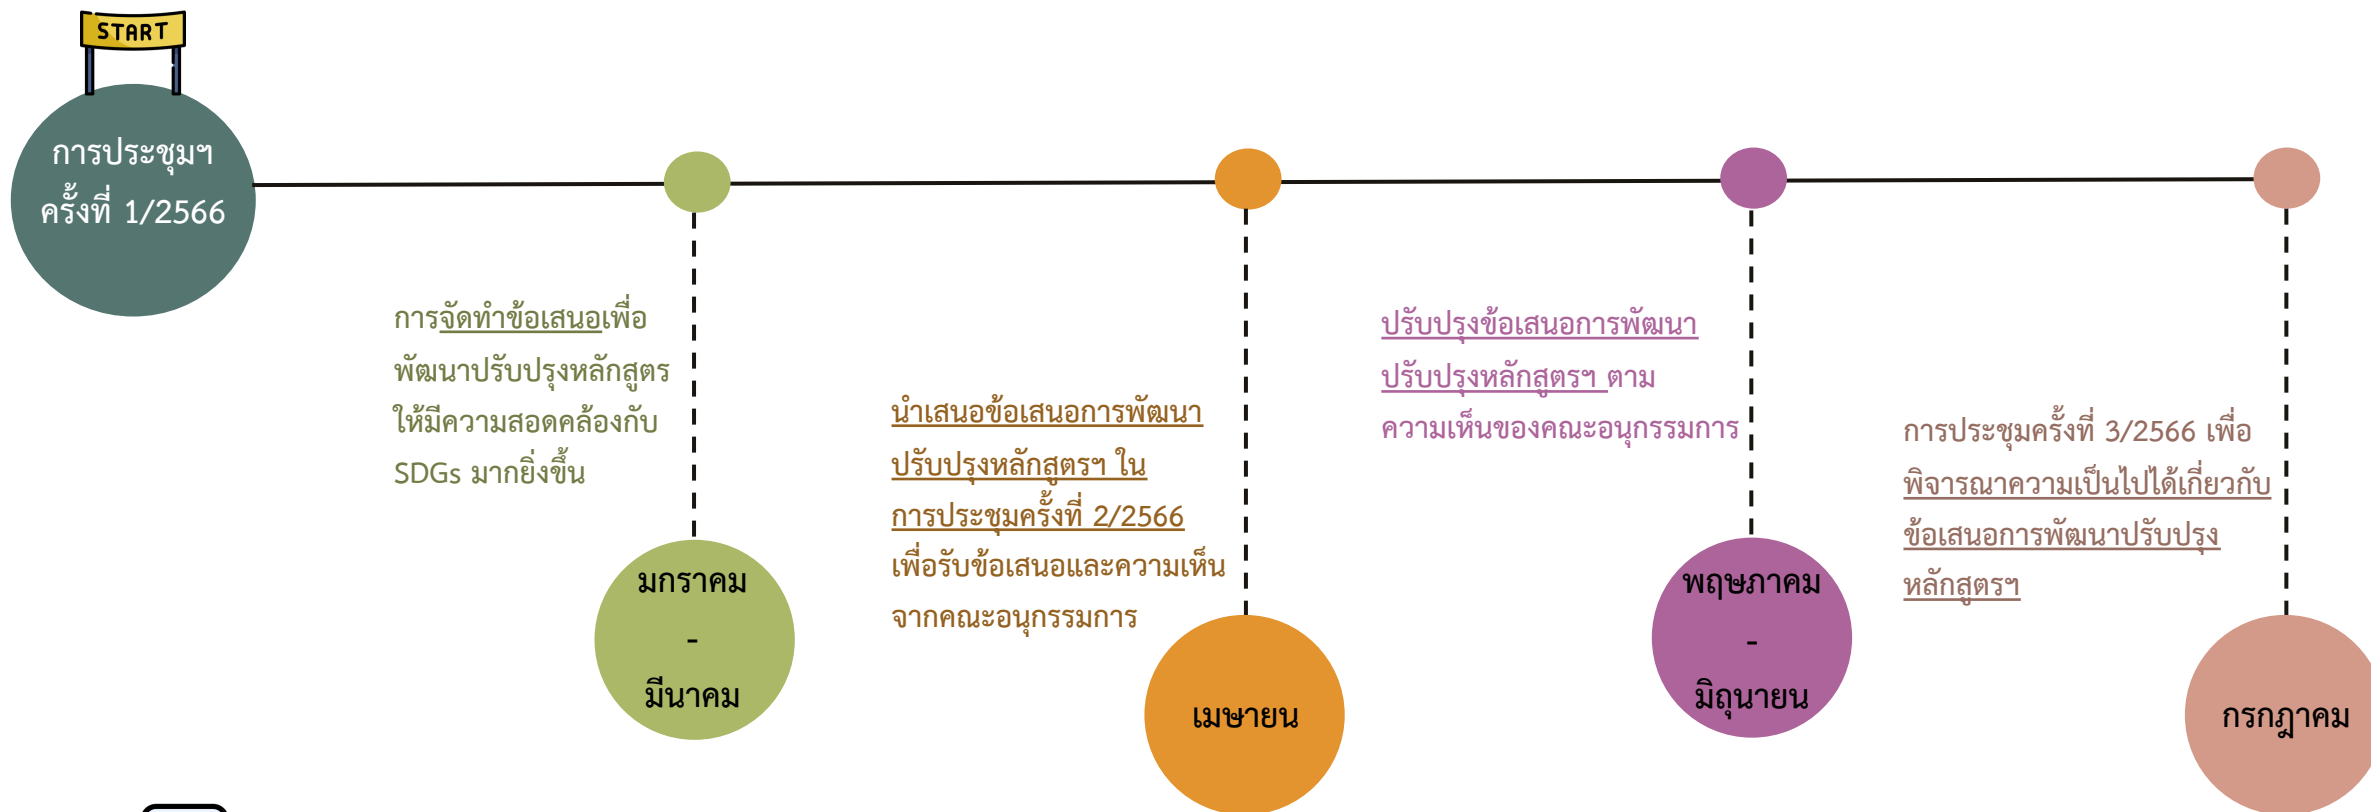 START
การประชุมฯ
ครั้งที่ 1/2566
การจัดทำข้อเสนอเพื่อ
พัฒนาปรับปรุงหลักสูตร
ให้มีความสอดคล้องกับ
SDGs มากยิ่งขึ้น
มกราคม
-
มีนาคม
นำเสนอข้อเสนอการพัฒนา
ปรับปรุงหลักสูตรฯ ใน
การประชุมครั้งที่ 2/2566
เพื่อรับข้อเสนอและความเห็น
จากคณะอนุกรรมการ
เมษายน
ปรับปรุงข้อเสนอการพัฒนา
ปรับปรุงหลักสูตรฯ ตาม
ความเห็นของคณะอนุกรรมการ
พฤษภาคม
-
มิถุนายน
การประชุมครั้งที่ 3/2566 เพื่อ
พิจารณาความเป็นไปได้เกี่ยวกับ
ข้อเสนอการพัฒนาปรับปรุง
หลักสูตรฯ
กรกฎาคม